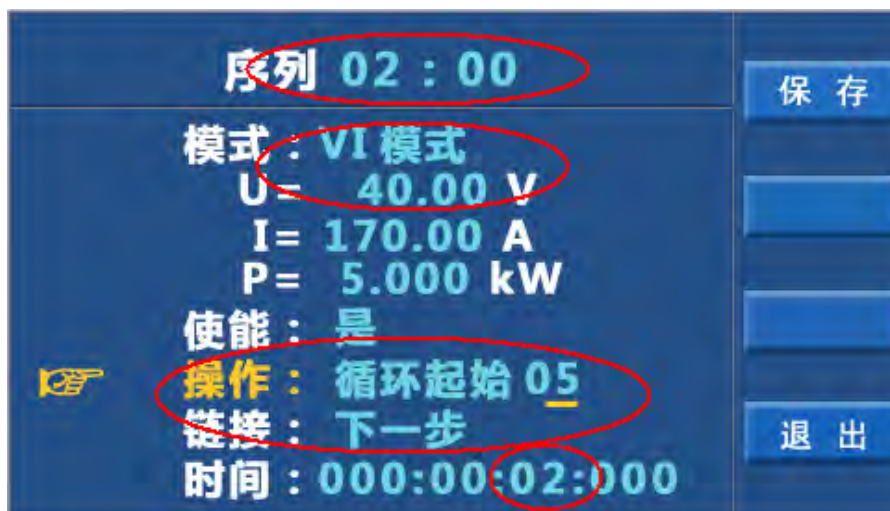 序列 02 : 00
保 存
模式：VI 模式
U= 40.00 V
I= 170.00 A
P= 5.000 kW
使能：是
操作：循环起始 05
链接：下一步
退 出
时间：000:00:02:000